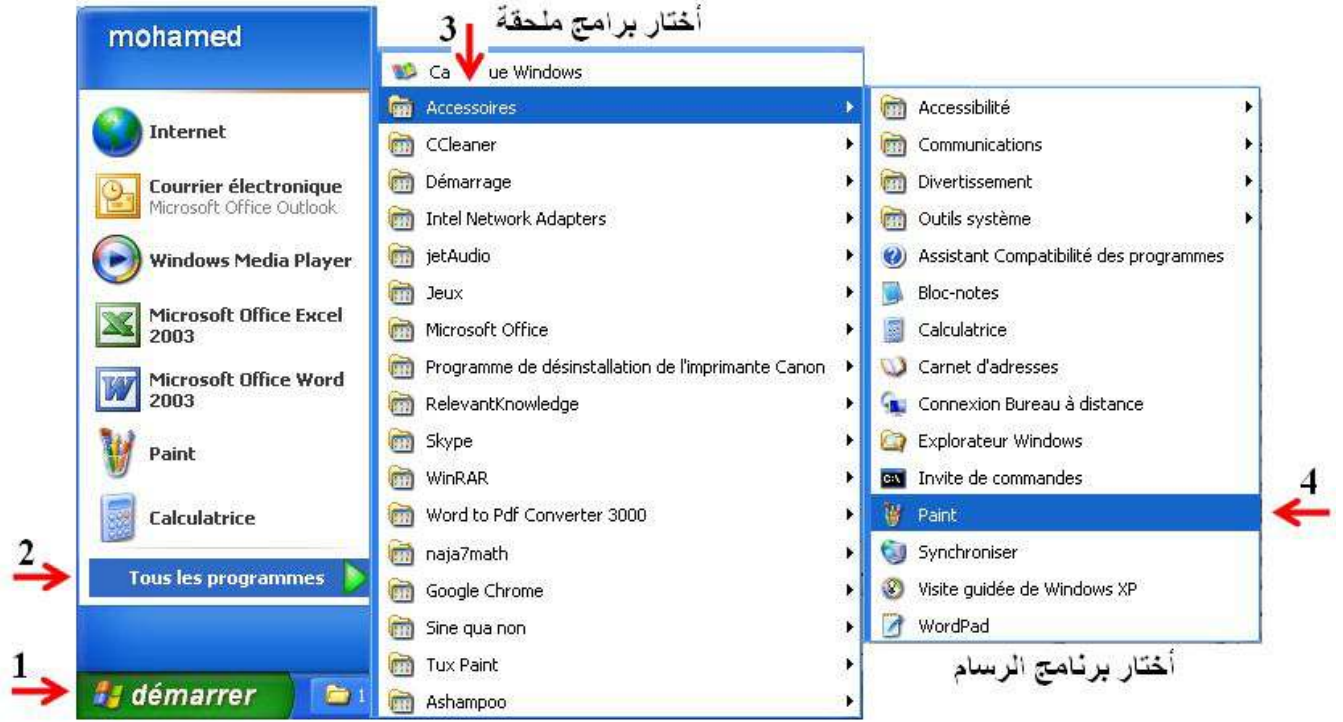 mohamed
Internet
Courrier électronique
Microsoft Office Outlook
Windows Media Player
Microsoft Office Excel
2003
Microsoft Office Word
2003
Paint
Calculatrice
2
Tous les programmes
1
démarrer
1
3
أختار برامج ملحقة
Ca ue Windows
Accessoires
CCleaner
Démarrage
Intel Network Adapters
jetAudio
Jeux
Microsoft Office
Programme de désinstallation de l'imprimante Canon
RelevantKnowledge
Skype
WinRAR
Word to Pdf Converter 3000
naja7math
Google Chrome
Sine qua non
Tux Paint
Ashampoo
Accessibilité
Communications
Divertissement
Outils système
Assistant Compatibilité des programmes
Bloc-notes
Calculatrice
Carnet d'adresses
Connexion Bureau à distance
Explorateur Windows
Invite de commandes
Paint
4
Synchroniser
Visite guidée de Windows XP
WordPad
أختار برنامج الرسام